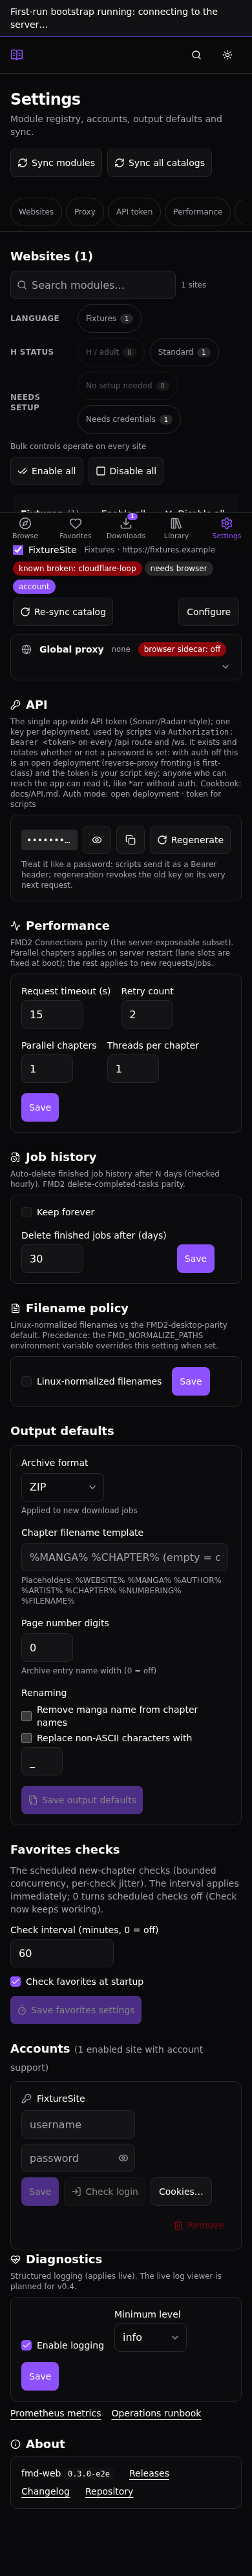 First-run bootstrap running: connecting to the
server…
Settings
Module registry, accounts, output defaults and
sync.
Sync modules
Sync all catalogs
Websites
Proxy
API token
Performance
Websites (1)
Search modules…
1 sites
LANGUAGE
Fixtures 1
H STATUS
H / adult 0
Standard 1
No setup needed 0
NEEDS
SETUP
Needs credentials 1
Bulk controls operate on every site
Enable all
Disable all
1
Browse
Favorites
Downloads
Library
Settings
FixtureSite
Fixtures · https://fixtures.example
known broken: cloudflare-loop
needs browser
account
Re-sync catalog
Configure
Global proxy
none
browser sidecar: off
API
The single app-wide API token (Sonarr/Radarr-style); one
key, used by scripts via Authorization:
Bearer <token> on every /api route and /ws. It exists and
rotates whether or not a password is set: with auth off this
is an open deployment (reverse-proxy fronting is first-
class) and the token is your script key; anyone who can
reach the app can read it, like *arr without auth. Cookbook:
docs/API.md. Auth mode: open deployment · token for
scripts
•••••••…
Regenerate
Treat it like a password: scripts send it as a Bearer
header; regeneration revokes the old key on its very
next request.
Performance
FMD2 Connections parity (the server-exposeable subset).
Parallel chapters applies on server restart (lane slots are
fixed at boot); the rest applies to new requests/jobs.
Request timeout (s)
Retry count
15
2
Parallel chapters
Threads per chapter
1
1
Save
Job history
Auto-delete finished job history after N days (checked
hourly). FMD2 delete-completed-tasks parity.
Keep forever
Delete finished jobs after (days)
30
Save
Filename policy
Linux-normalized filenames vs the FMD2-desktop-parity
default. Precedence: the FMD_NORMALIZE_PATHS
environment variable overrides this setting when set.
Linux-normalized filenames
Save
Output defaults
Archive format
ZIP
Applied to new download jobs
Chapter filename template
%MANGA% %CHAPTER% (empty = c
Placeholders: %WEBSITE% %MANGA% %AUTHOR%
%ARTIST% %CHAPTER% %NUMBERING%
%FILENAME%
Page number digits
0
Archive entry name width (0 = off)
Renaming
Remove manga name from chapter
names
Replace non-ASCII characters with
_
Save output defaults
Favorites checks
The scheduled new-chapter checks (bounded
concurrency, per-check jitter). The interval applies
immediately; 0 turns scheduled checks off (Check
now keeps working).
Check interval (minutes, 0 = off)
60
Check favorites at startup
Save favorites settings
Accounts (1 enabled site with account
support)
FixtureSite
username
password
Save
Check login
Cookies…
Remove
Diagnostics
Structured logging (applies live). The live log viewer is
planned for v0.4.
Minimum level
Enable logging
info
Save
Prometheus metrics
Operations runbook
About
fmd-web 0.3.0-e2e
Releases
Changelog
Repository